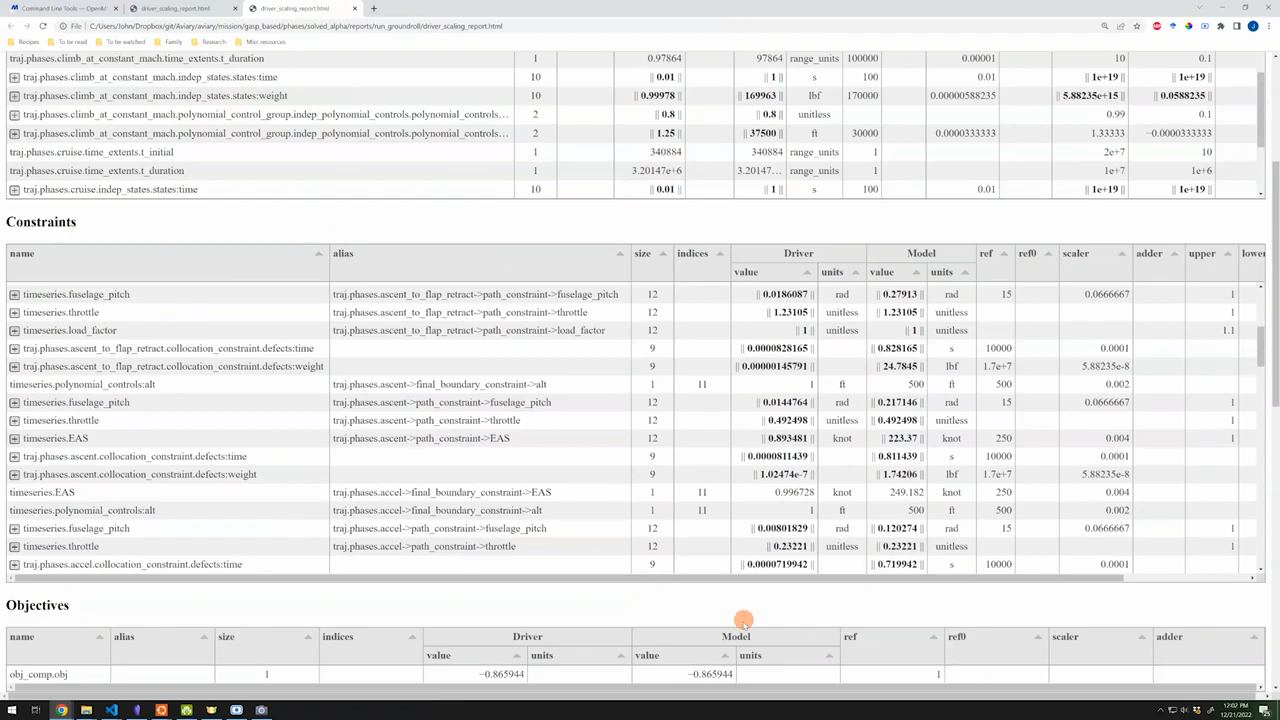 Command Line Tools — OpenM
driver_scaling_report.html
driver_scaling_report.html
File C:/Users/John/Dropbox/git/Aviary/aviary/mission/gasp_based/phases/solved_alpha/reports/run_groundroll/driver_scaling_report.html
Recipes To be read To be watched Family Research Misc resources
traj.phases.climb_at_constant_mach.time_extents.t_duration 1 0.97864 97864 range_units 100000 0.00001 10 0.1
traj.phases.climb_at_constant_mach.indep_states.states:time 10 || 0.01 || || 1 || s 100 0.01 || 1e+19 || || 1e+19 ||
traj.phases.climb_at_constant_mach.indep_states.states:weight 10 || 0.99978 || || 169963 || lbf 170000 0.00000588235 || 5.88235e+15 || || 0.0588235 ||
traj.phases.climb_at_constant_mach.polynomial_control_group.indep_polynomial_controls.polynomial_controls... 2 || 0.8 || || 0.8 || unitless 0.99 0.1
traj.phases.climb_at_constant_mach.polynomial_control_group.indep_polynomial_controls.polynomial_controls... 2 || 1.25 || || 37500 || ft 30000 0.0000333333 1.33333 −0.0000333333
traj.phases.cruise.time_extents.t_initial 1 340884 340884 range_units 1 2e+7 10
traj.phases.cruise.time_extents.t_duration 1 3.20147e+6 3.20147… range_units 1 1e+7 1e+6
traj.phases.cruise.indep_states.states:time 10 || 0.01 || || 1 || s 100 0.01 || 1e+19 || || 1e+19 ||
Constraints
name alias size indices Driver Model ref ref0 scaler adder upper lower
value units value units
timeseries.fuselage_pitch traj.phases.ascent_to_flap_retract->path_constraint->fuselage_pitch 12 || 0.0186087 || rad || 0.27913 || rad 15 0.0666667 1
timeseries.throttle traj.phases.ascent_to_flap_retract->path_constraint->throttle 12 || 1.23105 || unitless || 1.23105 || unitless 1
timeseries.load_factor traj.phases.ascent_to_flap_retract->path_constraint->load_factor 12 || 1 || unitless || 1 || unitless 1.1
traj.phases.ascent_to_flap_retract.collocation_constraint.defects:time 9 || 0.0000828165 || || 0.828165 || s 10000 0.0001
traj.phases.ascent_to_flap_retract.collocation_constraint.defects:weight 9 || 0.00000145791 || || 24.7845 || lbf 1.7e+7 5.88235e-8
timeseries.polynomial_controls:alt traj.phases.ascent->final_boundary_constraint->alt 1 11 1 ft 500 ft 500 0.002
timeseries.fuselage_pitch traj.phases.ascent->path_constraint->fuselage_pitch 12 || 0.0144764 || rad || 0.217146 || rad 15 0.0666667 1
timeseries.throttle traj.phases.ascent->path_constraint->throttle 12 || 0.492498 || unitless || 0.492498 || unitless 1
timeseries.EAS traj.phases.ascent->path_constraint->EAS 12 || 0.893481 || knot || 223.37 || knot 250 0.004 1
traj.phases.ascent.collocation_constraint.defects:time 9 || 0.0000811439 || || 0.811439 || s 10000 0.0001
traj.phases.ascent.collocation_constraint.defects:weight 9 || 1.02474e-7 || || 1.74206 || lbf 1.7e+7 5.88235e-8
timeseries.EAS traj.phases.accel->final_boundary_constraint->EAS 1 11 0.996728 knot 249.182 knot 250 0.004
timeseries.polynomial_controls:alt traj.phases.accel->final_boundary_constraint->alt 1 11 1 ft 500 ft 500 0.002
timeseries.fuselage_pitch traj.phases.accel->path_constraint->fuselage_pitch 12 || 0.00801829 || rad || 0.120274 || rad 15 0.0666667 1
timeseries.throttle traj.phases.accel->path_constraint->throttle 12 || 0.23221 || unitless || 0.23221 || unitless 1
traj.phases.accel.collocation_constraint.defects:time 9 || 0.0000719942 || || 0.719942 || s 10000 0.0001
Objectives
name alias size indices Driver Model ref ref0 scaler adder
value units value units
obj_comp.obj 1 −0.865944 −0.865944 1
12:02 PM
12/21/2022